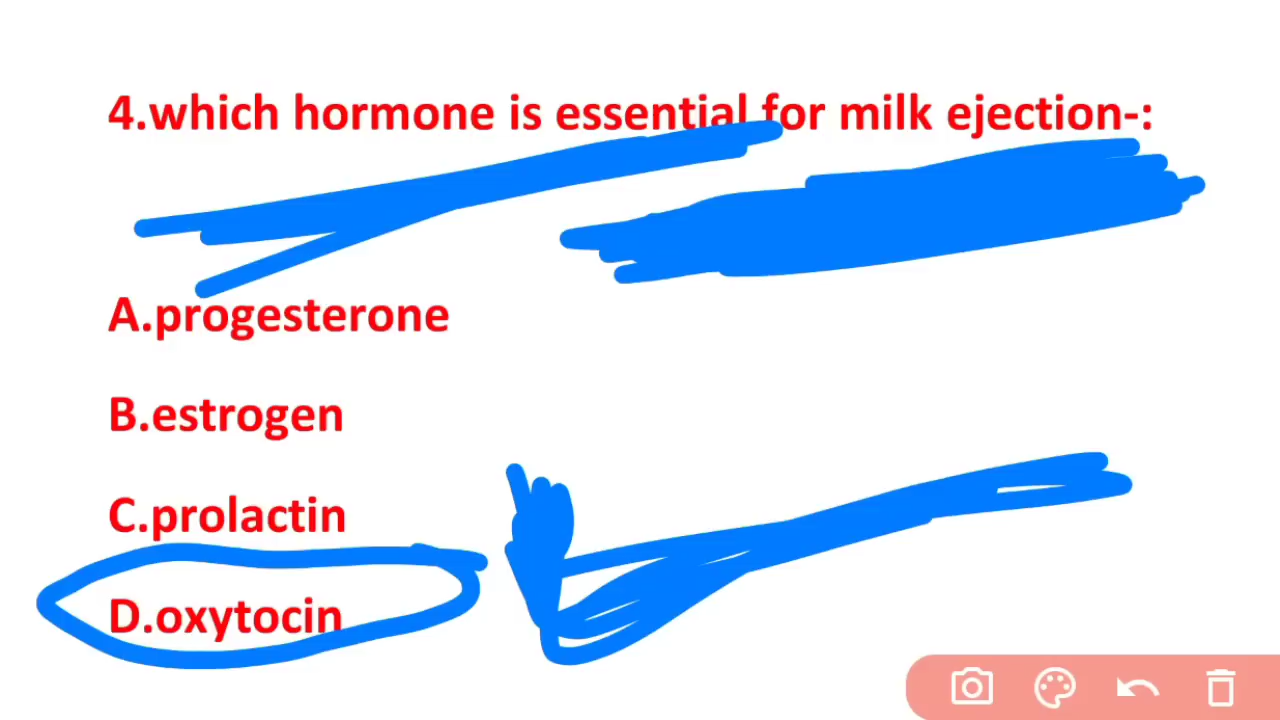 4.which hormone is essential for milk ejection-:
A.progesterone
B.estrogen
C.prolactin
D.oxytocin